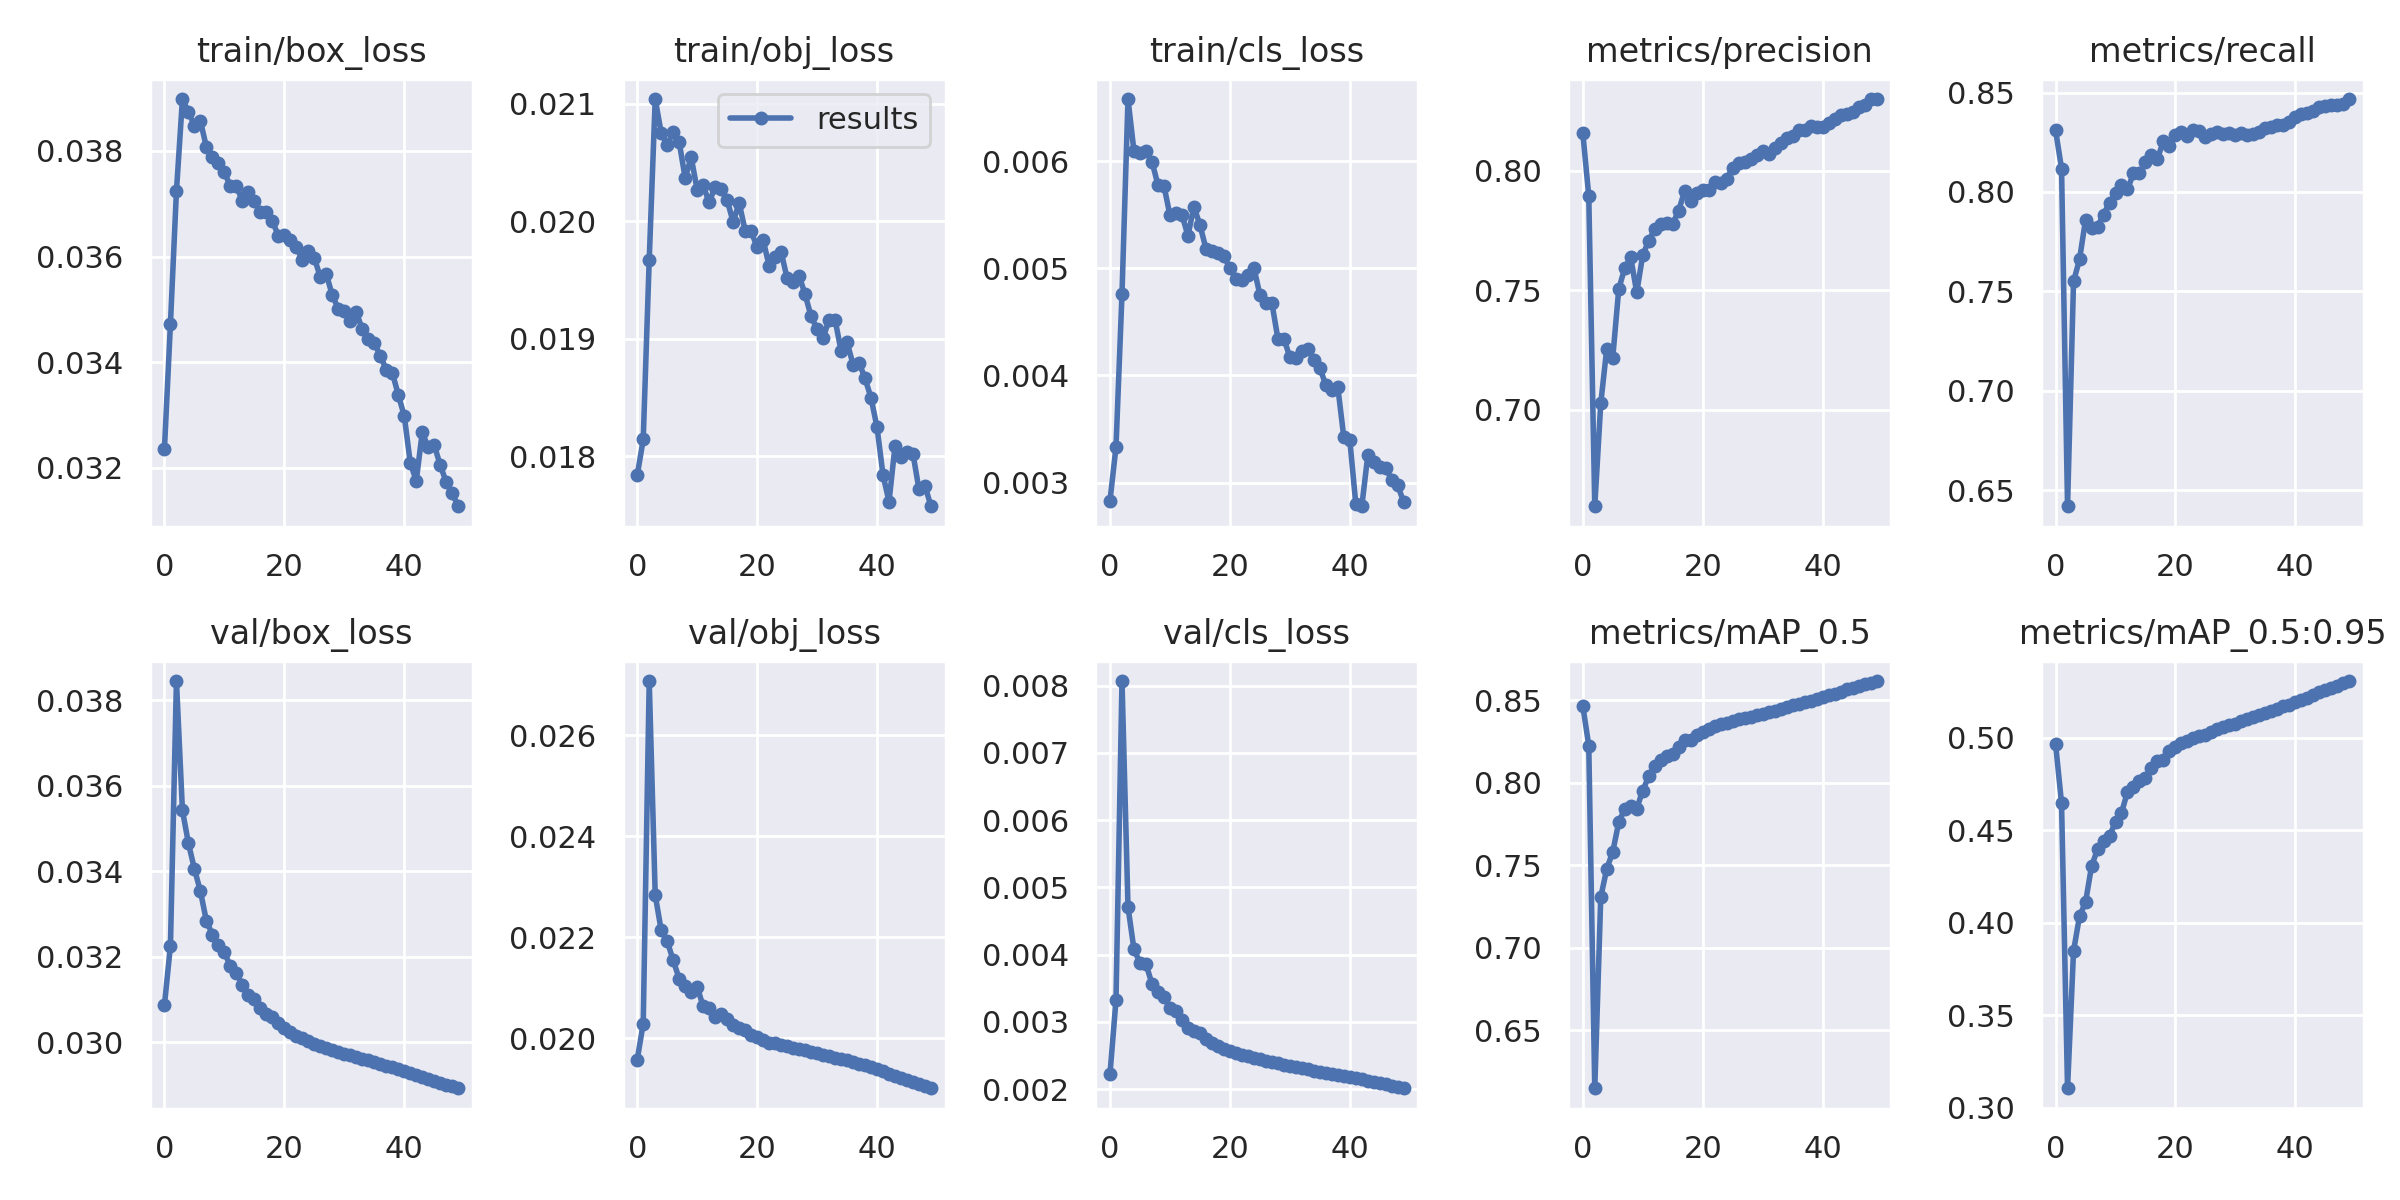 train/box_loss
0.038
0.036
0.034
0.032
0 20 40
train/obj_loss
results
0.021
0.020
0.019
0.018
0 20 40
train/cls_loss
0.006
0.005
0.004
0.003
0 20 40
metrics/precision
0.80
0.75
0.70
0 20 40
metrics/recall
0.85
0.80
0.75
0.70
0.65
0 20 40
val/box_loss
0.038
0.036
0.034
0.032
0.030
0 20 40
val/obj_loss
0.026
0.024
0.022
0.020
0 20 40
val/cls_loss
0.008
0.007
0.006
0.005
0.004
0.003
0.002
0 20 40
metrics/mAP_0.5
0.85
0.80
0.75
0.70
0.65
0 20 40
metrics/mAP_0.5:0.95
0.50
0.45
0.40
0.35
0.30
0 20 40